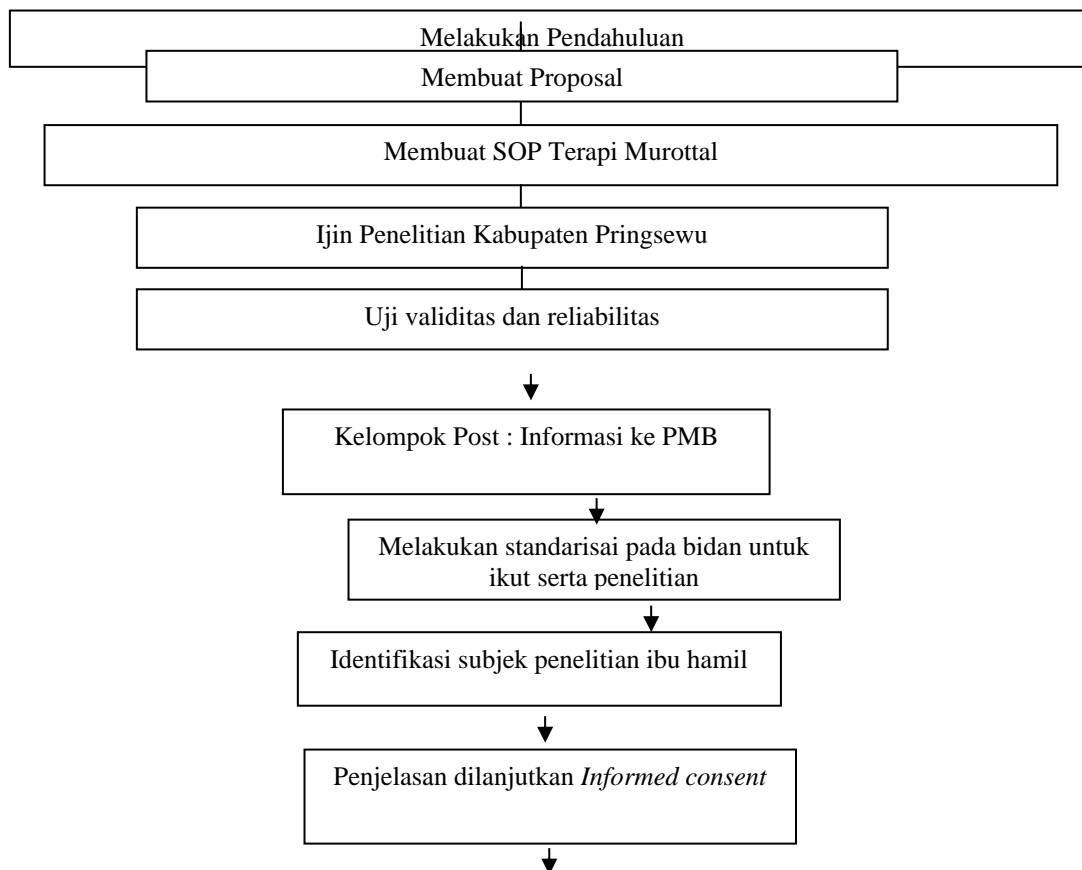 Melakukan Pendahuluan
Membuat Proposal
Membuat SOP Terapi Murottal
Ijin Penelitian Kabupaten Pringsewu
Uji validitas dan reliabilitas
Kelompok Post : Informasi ke PMB
Melakukan standarisai pada bidan untuk
ikut serta penelitian
Identifikasi subjek penelitian ibu hamil
Penjelasan dilanjutkan Informed consent